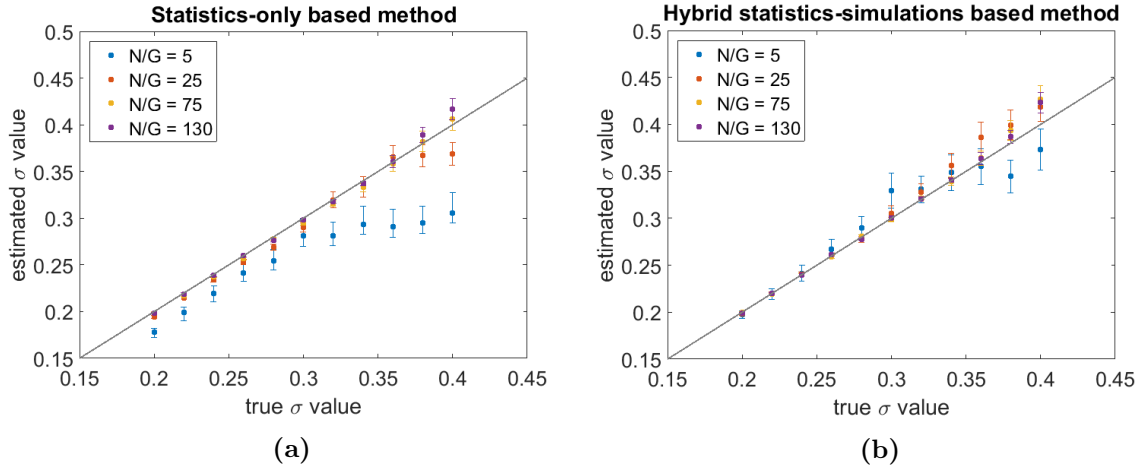 Statistics-only based method
0.5
0.45
0.4
0.35
0.3
0.25
0.2
0.15
estimated σ value
N/G = 5
N/G = 25
N/G = 75
N/G = 130
0.15 0.2 0.25 0.3 0.35 0.4 0.45
true σ value
(a)
Hybrid statistics-simulations based method
0.5
0.45
0.4
0.35
0.3
0.25
0.2
0.15
estimated σ value
N/G = 5
N/G = 25
N/G = 75
N/G = 130
0.15 0.2 0.25 0.3 0.35 0.4 0.45
true σ value
(b)